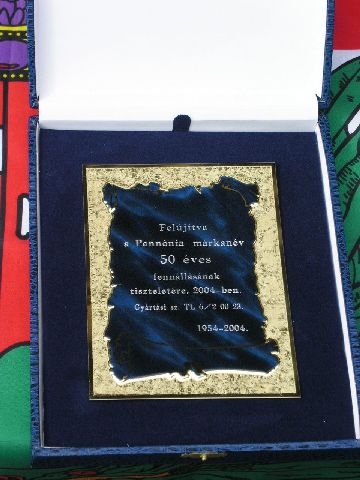 Felújítva
a Pannónia márkanév
50 éves
fennállásának
tiszteletére, 2004 ben.
Gyártási sz. TL 6/2 00 23.
1954-2004.